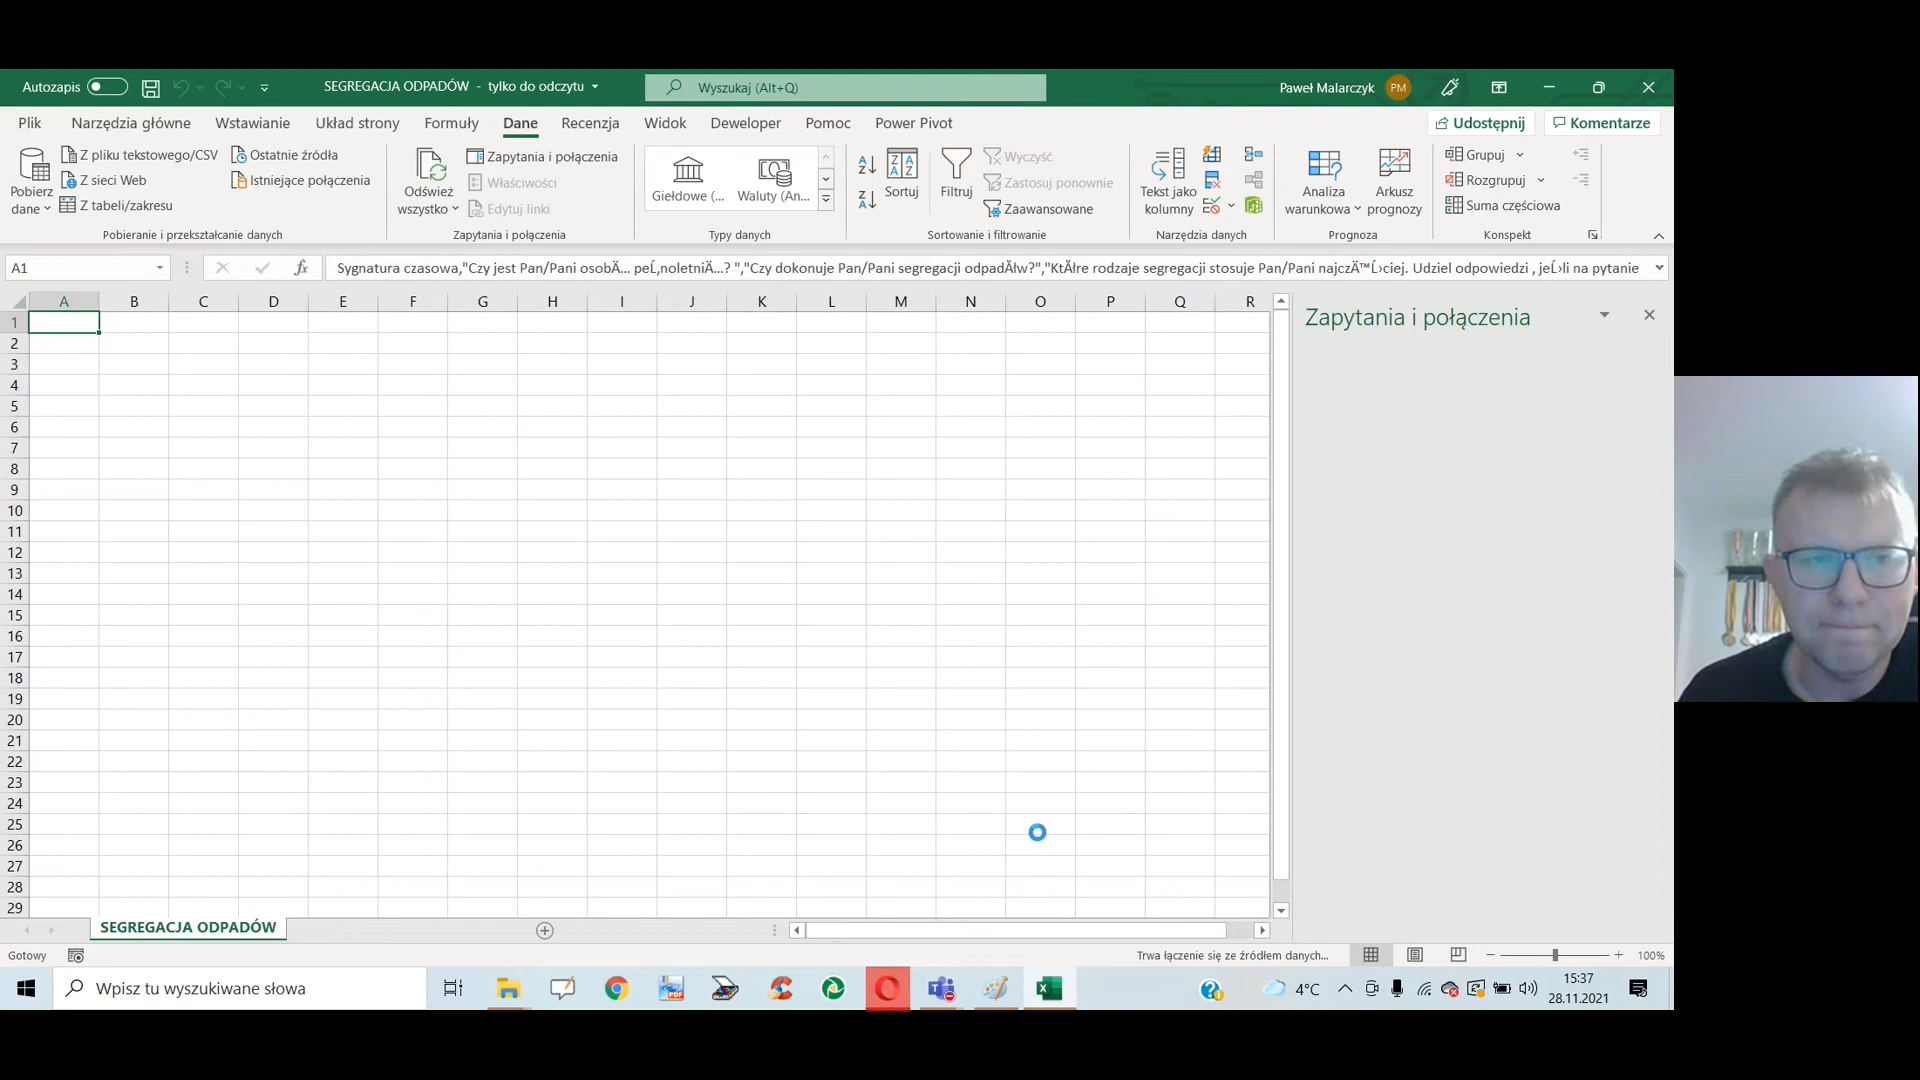 Autozapis
SEGREGACJA ODPADÓW - tylko do odczytu
Wyszukaj (Alt+Q)
Paweł Malarczyk PM
Plik Narzędzia główne Wstawianie Układ strony Formuły Dane Recenzja Widok Deweloper Pomoc Power Pivot
Udostępnij Komentarze
Pobierz dane
Z pliku tekstowego/CSV
Z sieci Web
Z tabeli/zakresu
Ostatnie źródła
Istniejące połączenia
Pobieranie i przekształcanie danych
Odśwież wszystko
Zapytania i połączenia
Właściwości
Edytuj linki
Zapytania i połączenia
Giełdowe (...
Waluty (An...
Typy danych
Sortuj
Filtruj
Wyczyść
Zastosuj ponownie
Zaawansowane
Sortowanie i filtrowanie
Tekst jako kolumny
Narzędzia danych
Analiza warunkowa
Arkusz prognozy
Prognoza
Grupuj
Rozgrupuj
Suma częściowa
Konspekt
A1
fx
Sygnatura czasowa,"Czy jest Pan/Pani osobÄ… peĹ‚noletniÄ…? ","Czy dokonuje Pan/Pani segregacji odpadĂłw?","KtĂłre rodzaje segregacji stosuje Pan/Pani najczÄ™Ĺ›ciej. Udziel odpowiedzi , jeĹ›li na pytanie
A B C D E F G H I J K L M N O P Q R
1
2
3
4
5
6
7
8
9
10
11
12
13
14
15
16
17
18
19
20
21
22
23
24
25
26
27
28
29
Zapytania i połączenia
SEGREGACJA ODPADÓW
Gotowy
Trwa łączenie się ze źródłem danych...
100%
Wpisz tu wyszukiwane słowa
4°C
15:37
28.11.2021